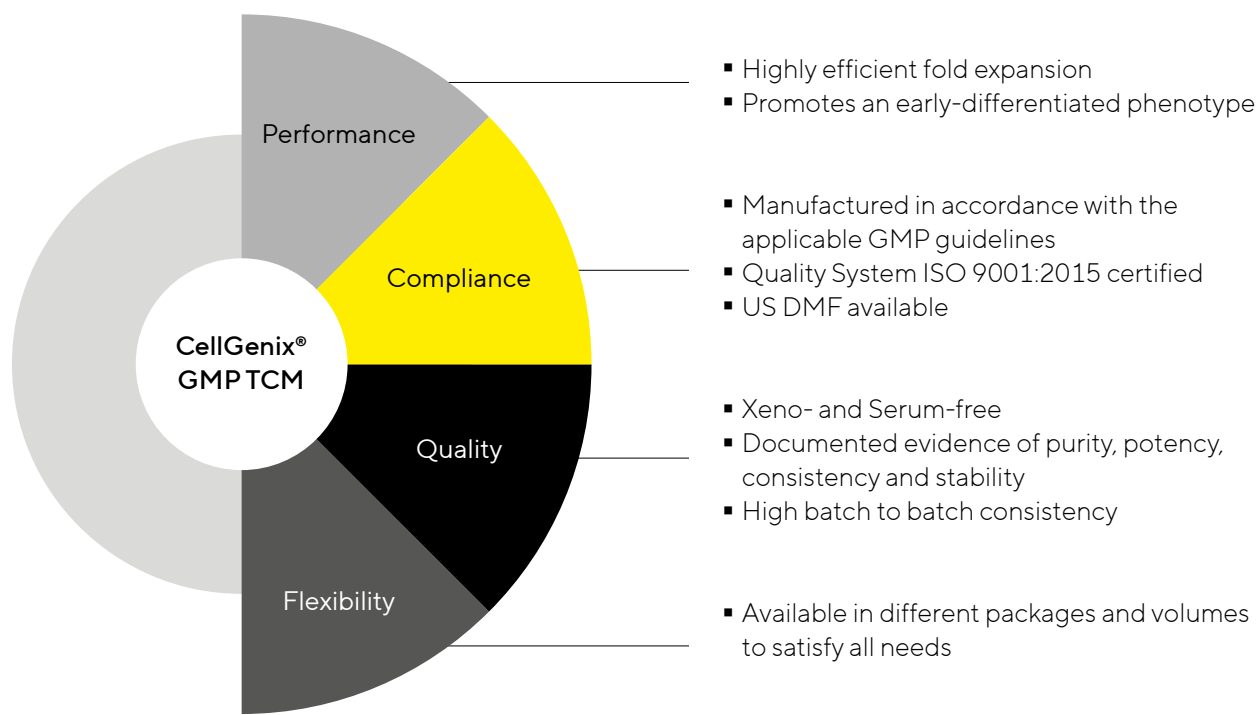 Performance
▪ Highly efficient fold expansion
▪ Promotes an early-differentiated phenotype
Compliance
▪ Manufactured in accordance with the
applicable GMP guidelines
▪ Quality System ISO 9001:2015 certified
▪ US DMF available
CellGenix®
GMP TCM
Quality
▪ Xeno- and Serum-free
▪ Documented evidence of purity, potency,
consistency and stability
▪ High batch to batch consistency
Flexibility
▪ Available in different packages and volumes
to satisfy all needs